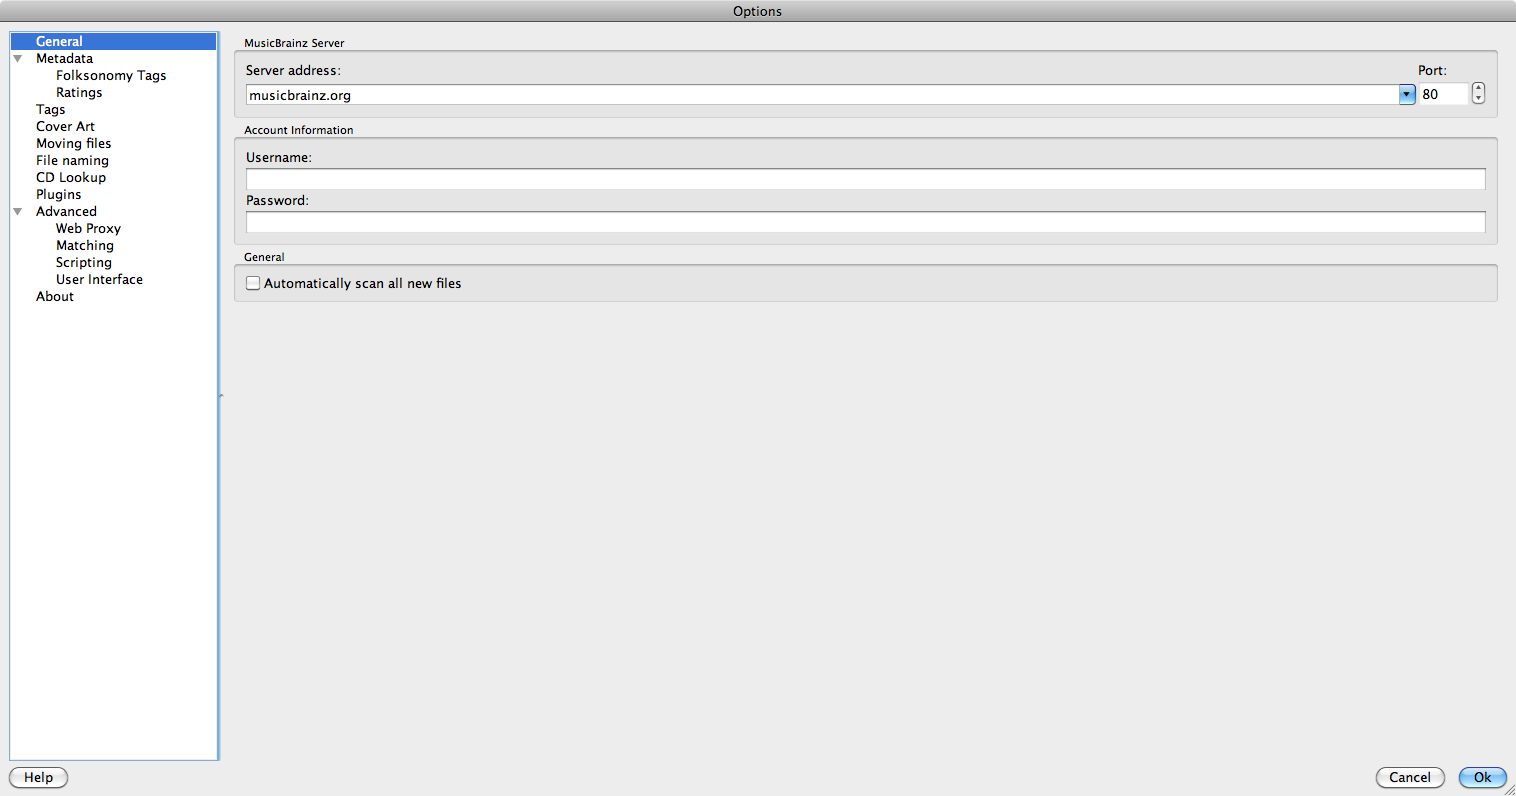 Options
General
Metadata
Folksonomy Tags
Ratings
Tags
Cover Art
Moving files
File naming
CD Lookup
Plugins
Advanced
Web Proxy
Matching
Scripting
User Interface
About
MusicBrainz Server
Server address:
Port:
musicbrainz.org
80
Account Information
Username:
Password:
General
Automatically scan all new files
Help
Cancel
Ok